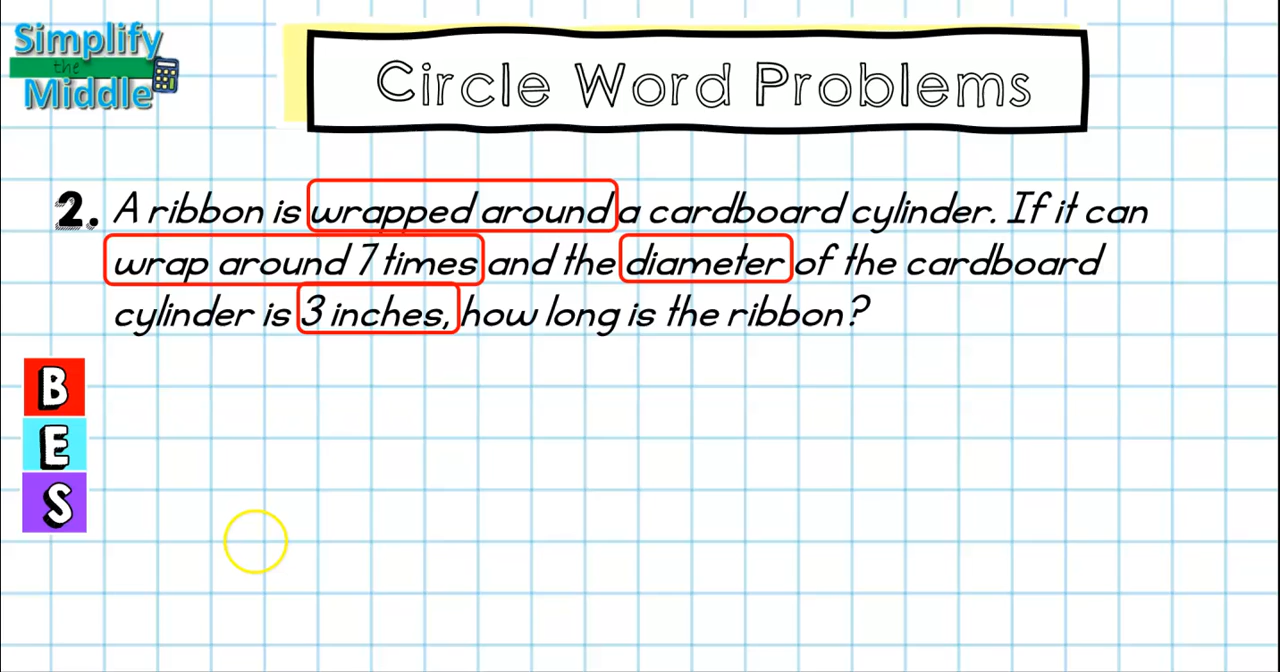 Simplify
the
Middle
Circle Word Problems
2. A ribbon is wrapped around a cardboard cylinder. If it can
wrap around 7 times and the diameter of the cardboard
cylinder is 3 inches, how long is the ribbon?
B
E
S